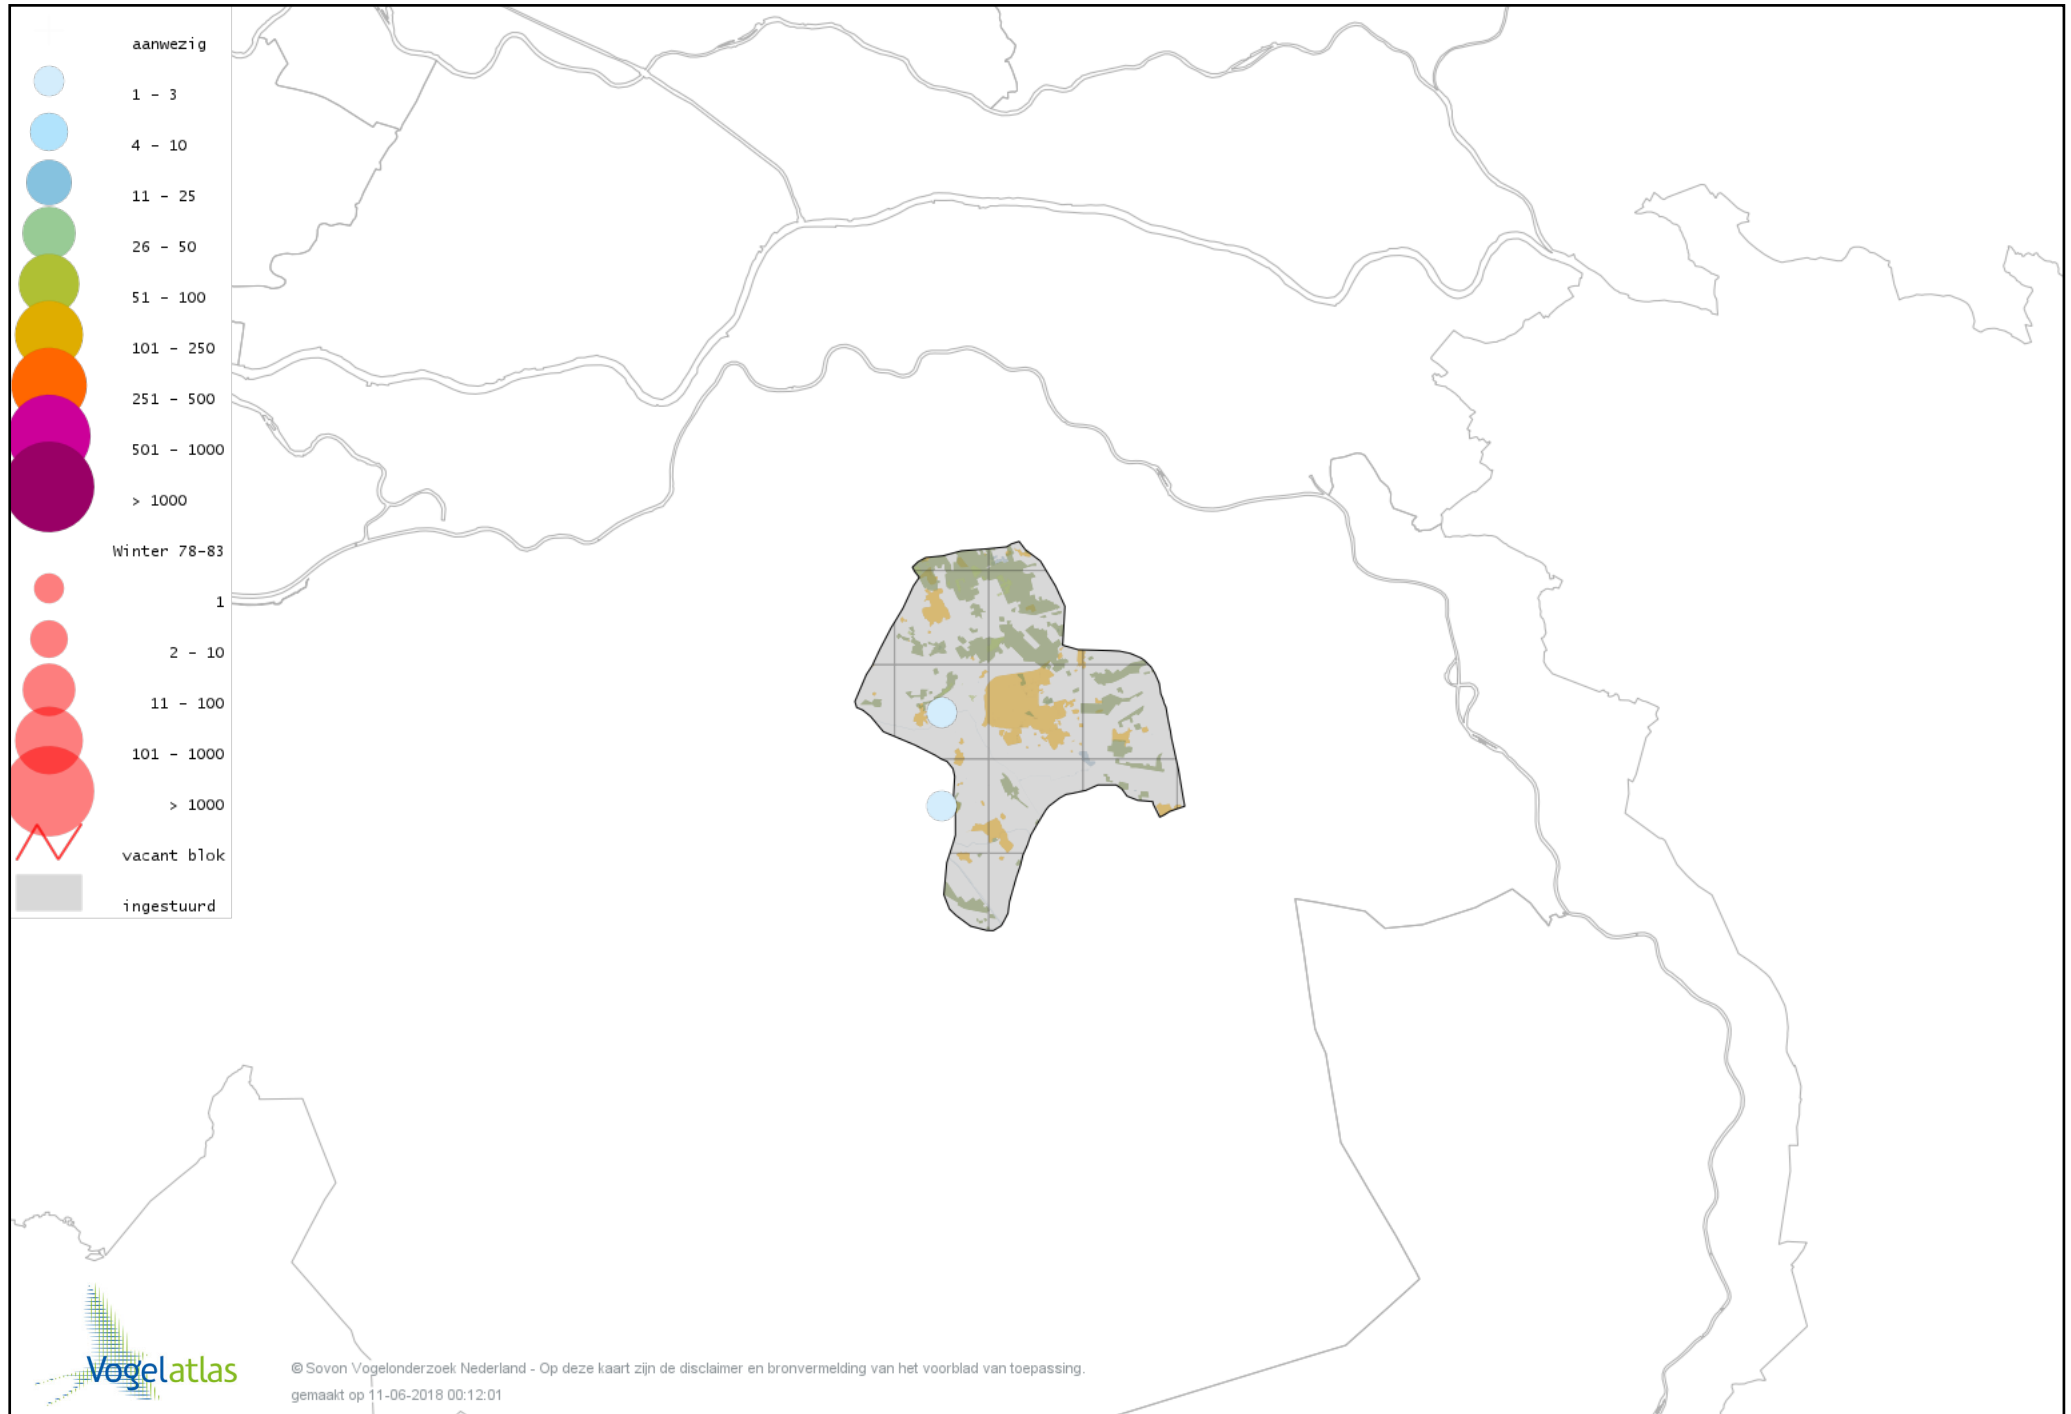 aanwezig
1 - 3
4 - 10
11 - 25
26 - 50
51 - 100
101 - 250
251 - 500
501 - 1000
> 1000
Winter 78-83
1
2 - 10
11 - 100
101 - 1000
> 1000
vacant blok
ingestuurd
Vogelatlas
© Sovon Vogelonderzoek Nederland - Op deze kaart zijn de disclaimer en bronvermelding van het voorblad van toepassing.
gemaakt op 11-06-2018 00:12:01